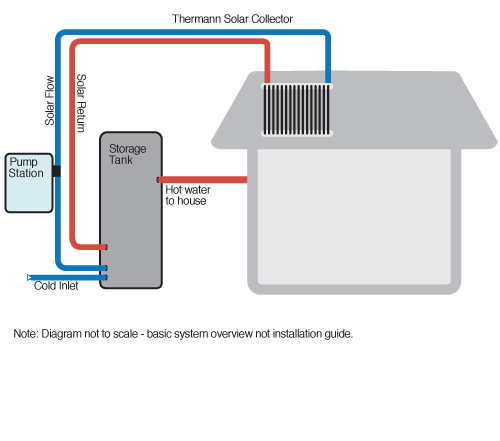 Thermann Solar Collector
Solar Flow
Solar Return
Pump
Station
Storage
Tank
Hot water
to house
Cold Inlet
Note: Diagram not to scale - basic system overview not installation guide.